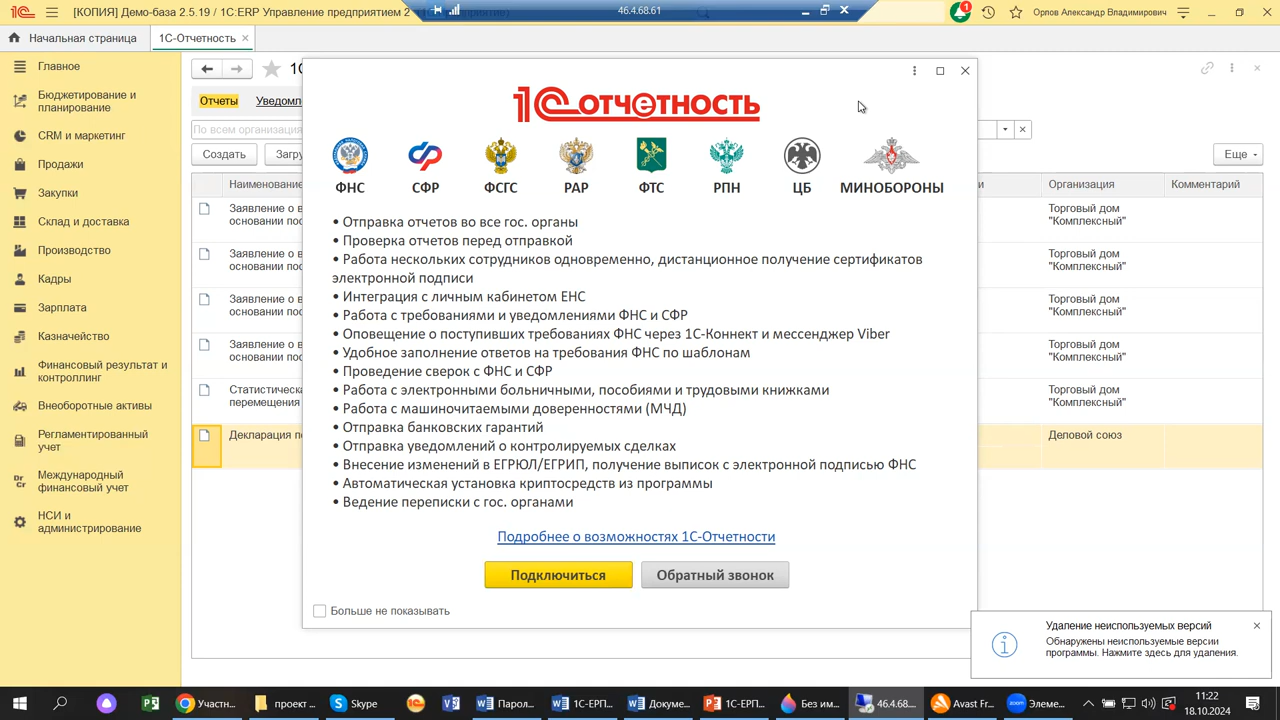 [КОПИЯ] Демо-база 2.5.19 / 1С:ERP Управление предприятием 2
46.4.68.61
1
Орлов Александр Владимирович
Начальная страница
1С-Отчетность
Главное
Бюджетирование и
планирование
CRM и маркетинг
Продажи
Закупки
Склад и доставка
Производство
Кадры
Зарплата
Казначейство
Финансовый результат и
контроллинг
Внеоборотные активы
Регламентированный
учет
Международный
финансовый учет
НСИ и
администрирование
1С
Отчеты
Уведомл
По всем организа
Создать
Загру
Еще
Наименование
и
Организация
Комментарий
Заявление о в
основании пос
Торговый дом
"Комплексный"
Заявление о в
основании пос
Торговый дом
"Комплексный"
Заявление о в
основании пос
Торговый дом
"Комплексный"
Заявление о в
основании пос
Торговый дом
"Комплексный"
Статистическа
перемещения
Торговый дом
"Комплексный"
Декларация по
Деловой союз
1С отчетность
ФНС СФР ФСГС РАР ФТС РПН ЦБ МИНОБОРОНЫ
• Отправка отчетов во все гос. органы
• Проверка отчетов перед отправкой
• Работа нескольких сотрудников одновременно, дистанционное получение сертификатов
электронной подписи
• Интеграция с личным кабинетом ЕНС
• Работа с требованиями и уведомлениями ФНС и СФР
• Оповещение о поступивших требованиях ФНС через 1С-Коннект и мессенджер Viber
• Удобное заполнение ответов на требования ФНС по шаблонам
• Проведение сверок с ФНС и СФР
• Работа с электронными больничными, пособиями и трудовыми книжками
• Работа с машиночитаемыми доверенностями (МЧД)
• Отправка банковских гарантий
• Отправка уведомлений о контролируемых сделках
• Внесение изменений в ЕГРЮЛ/ЕГРИП, получение выписок с электронной подписью ФНС
• Автоматическая установка криптосредств из программы
• Ведение переписки с гос. органами
Подробнее о возможностях 1С-Отчетности
Подключиться
Обратный звонок
Больше не показывать
Удаление неиспользуемых версий
Обнаружены неиспользуемые версии
программы. Нажмите здесь для удаления.
Участн...
проект ...
Skype
Парол...
1С-ЕРП...
Докуме...
1С-ЕРП...
Без им...
46.4.68....
Avast Fr...
Элеме...
11:22
18.10.2024